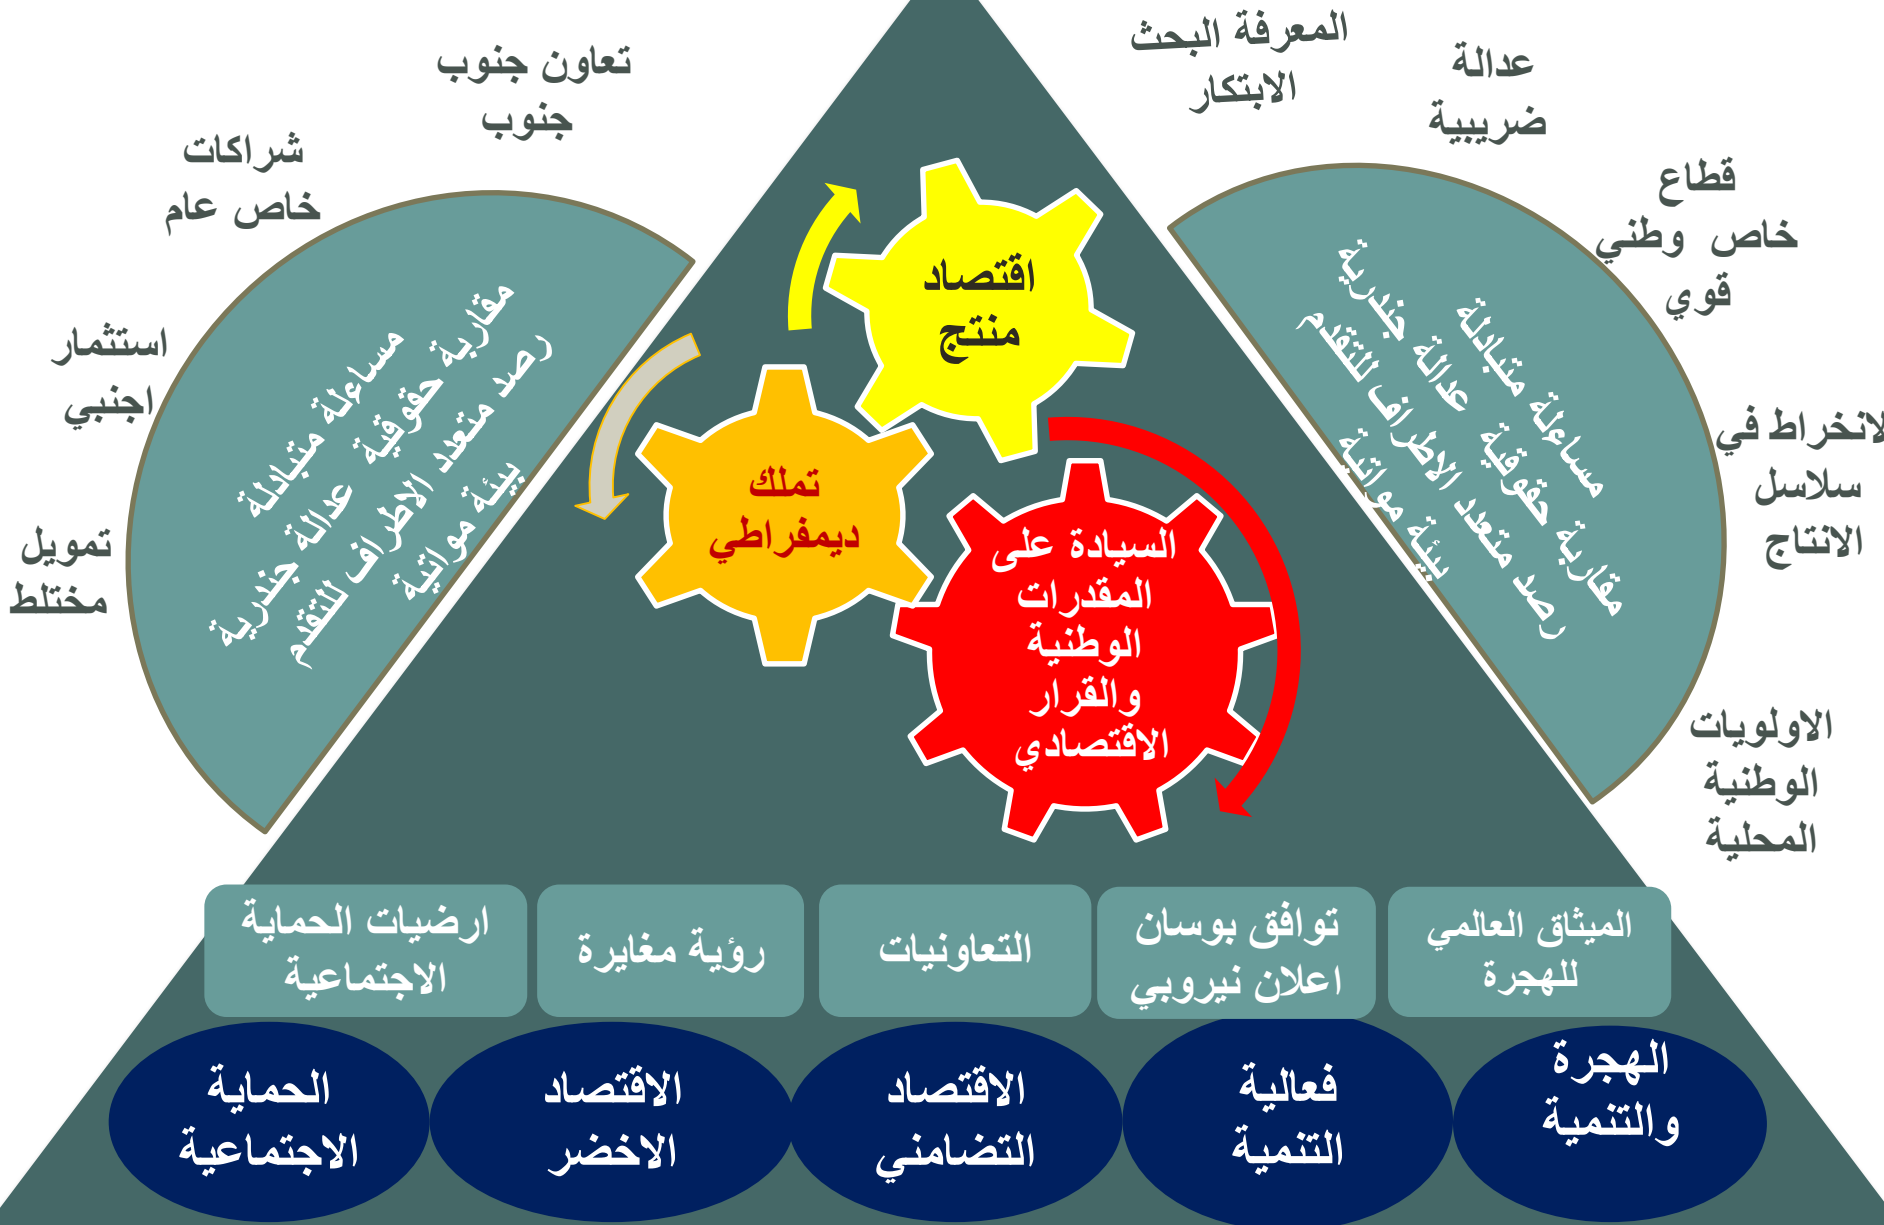 المعرفة البحث
الابتكار
عدالة
ضريبية
قطاع
خاص وطني
قوي
لانخراط في
سلاسل
الانتاج
الاولويات
الوطنية
المحلية
تعاون جنوب
جنوب
شراكات
خاص عام
استثمار
اجنبي
تمويل
مختلط
مساءلة متبادلة
مقاربة حقوقية عدالة جندرية
رصد متعدد الاطراف للتقدم
بيئة مواتية
مساءلة متبادلة
مقاربة حقوقية عدالة جندرية
رصد متعدد الاطراف للتقدم
بيئة مواتية
اقتصاد
منتج
تملك
ديمفراطي
السيادة على
المقدرات
الوطنية
والقرار
الاقتصادي
الميثاق العالمي
للهجرة
توافق بوسان
اعلان نيروبي
التعاونيات
رؤية مغايرة
ارضيات الحماية
الاجتماعية
الهجرة
والتنمية
فعالية
التنمية
الاقتصاد
التضامني
الاقتصاد
الاخضر
الحماية
الاجتماعية